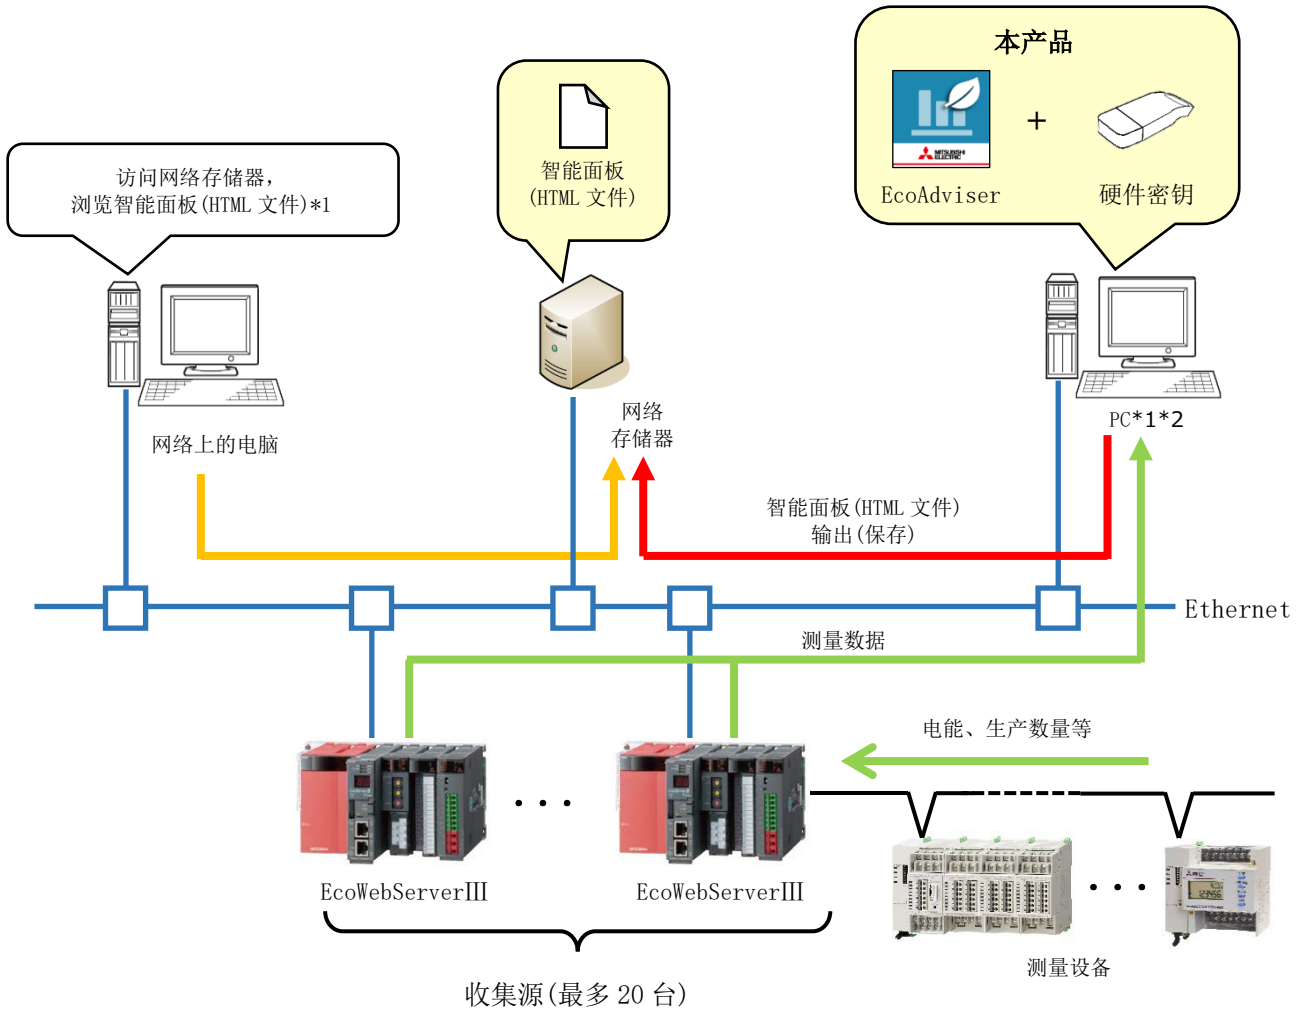 本产品
MITSUBISHI
ELECTRIC
+
EcoAdviser
硬件密钥
智能面板
(HTML 文件)
访问网络存储器，
浏览智能面板(HTML 文件)*1
网络上的电脑
网络
存储器
PC*1*2
智能面板(HTML 文件)
输出(保存)
Ethernet
测量数据
电能、生产数量等
EcoWebServerⅢ
EcoWebServerⅢ
测量设备
收集源(最多 20 台)